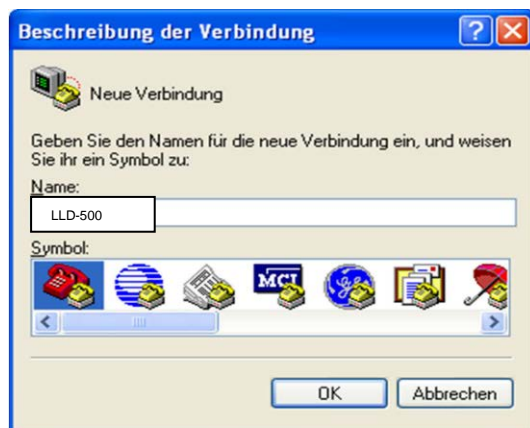 Beschreibung der Verbindung
Neue Verbindung
Geben Sie den Namen für die neue Verbindung ein, und weisen
Sie ihr ein Symbol zu:
Name:
LLD-500
Symbol:
MCI
OK
Abbrechen